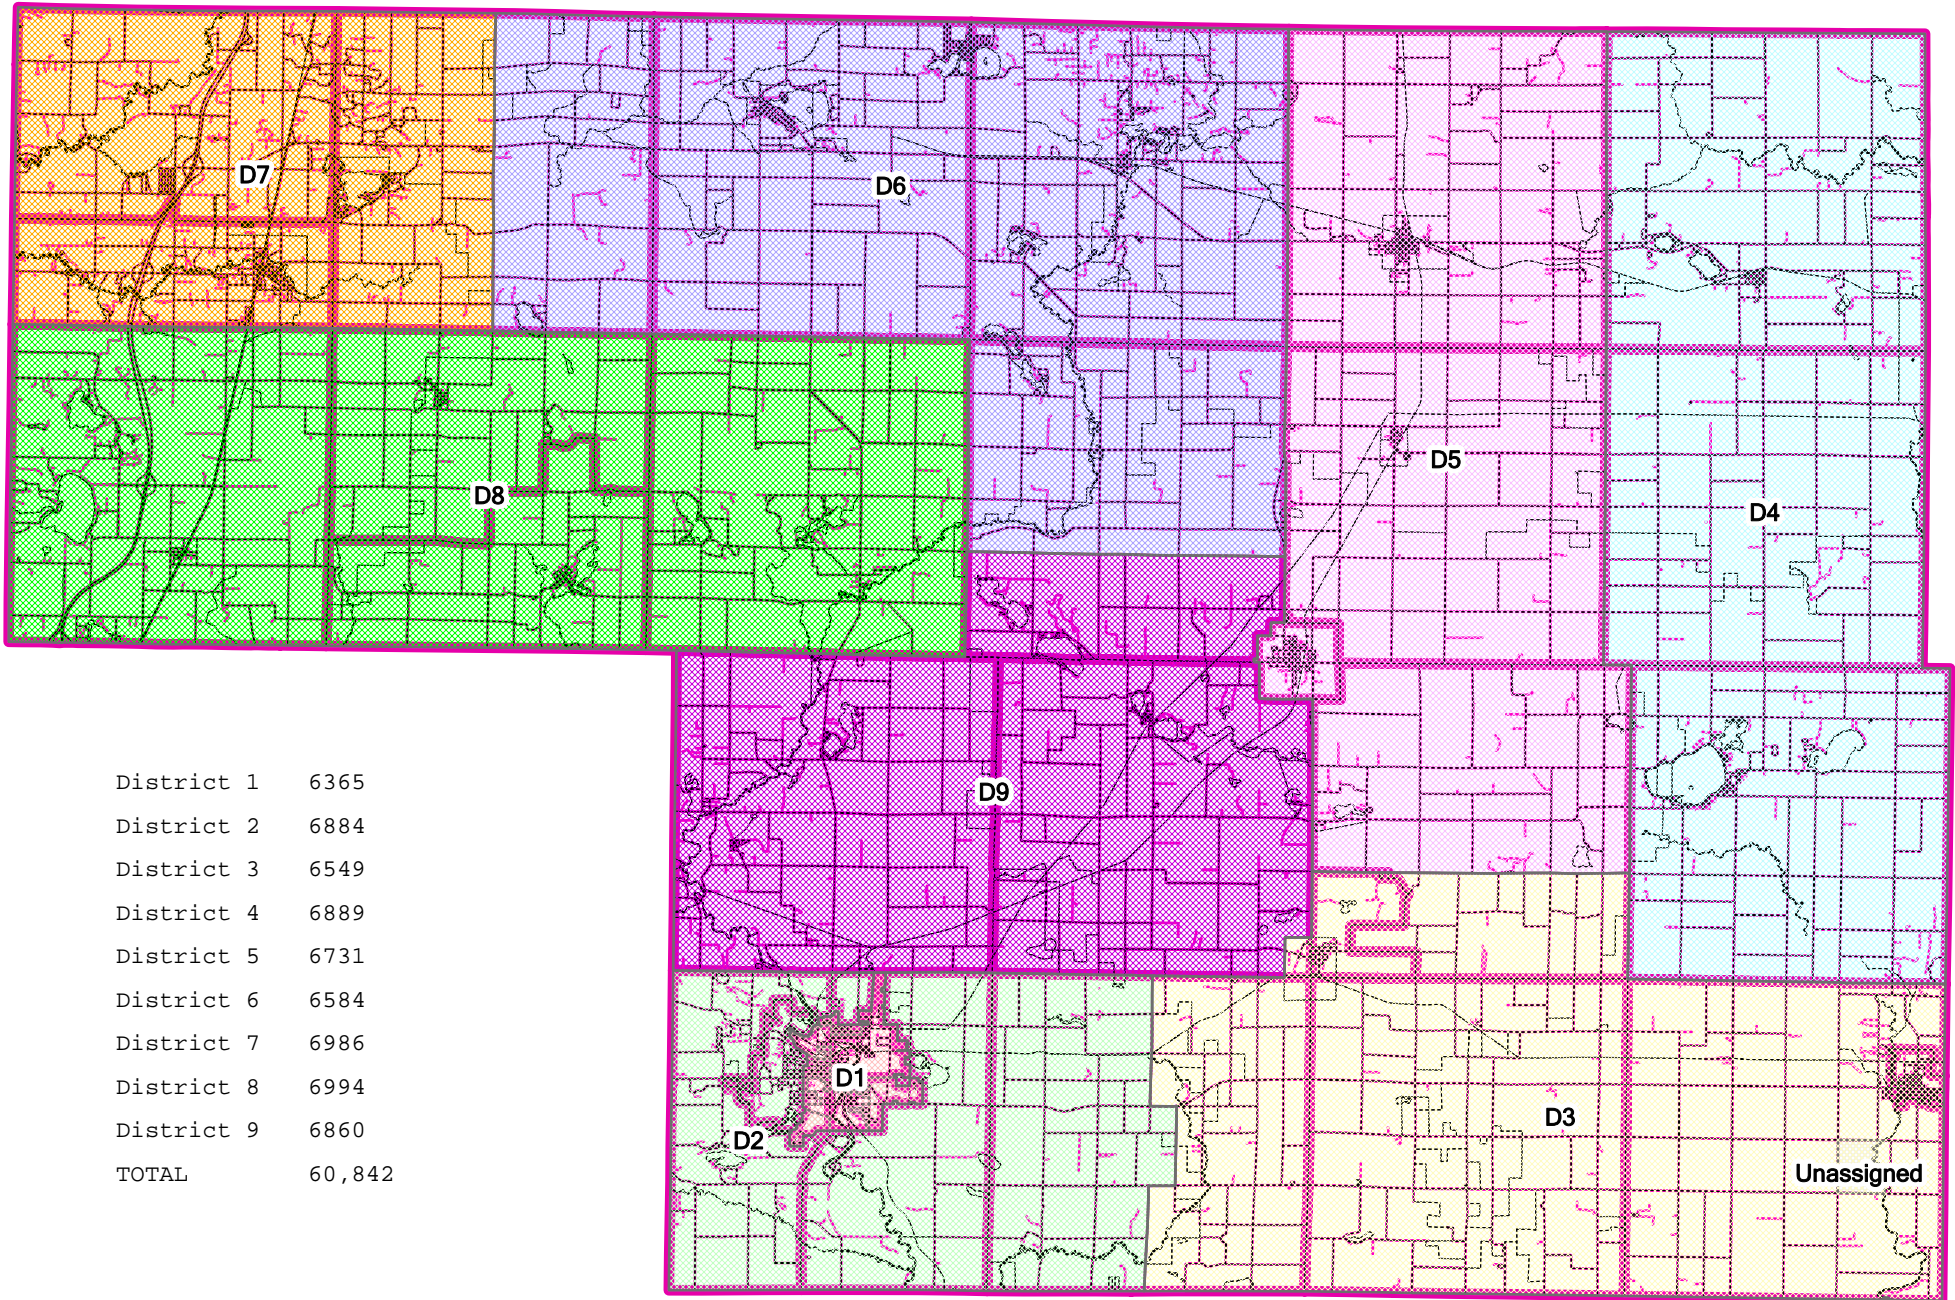 D7
D6
D5
D4
D8
D9
D1
D2
D3
Unassigned
District 1 6365
District 2 6884
District 3 6549
District 4 6889
District 5 6731
District 6 6584
District 7 6986
District 8 6994
District 9 6860
TOTAL 60,842